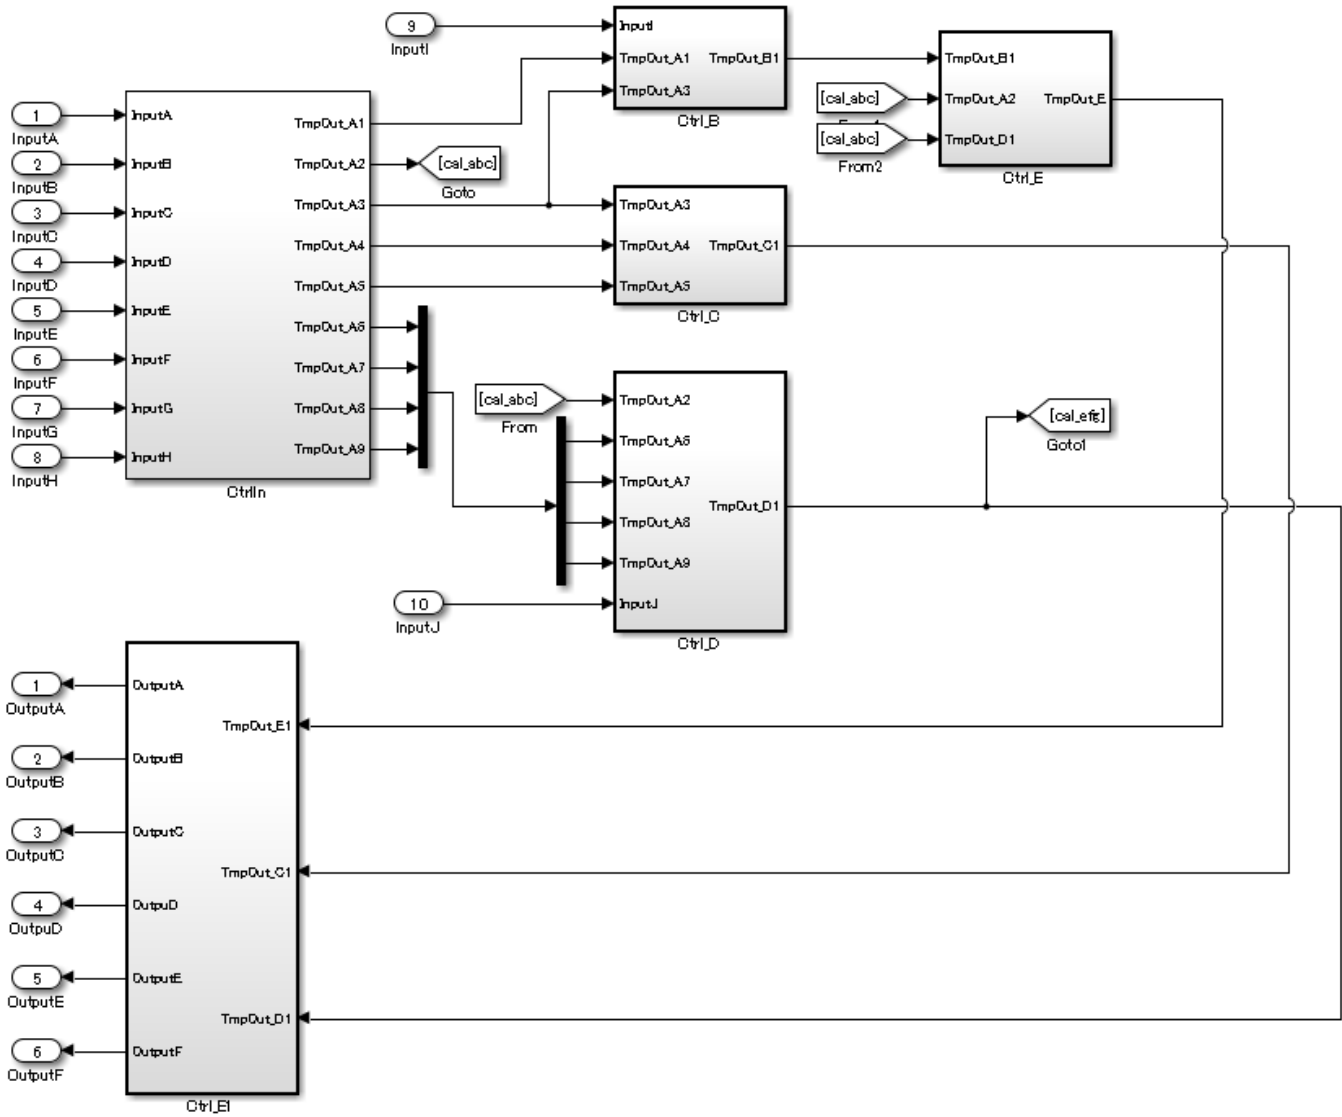 9
InputI
InputI
TmpOut_A1
TmpOut_B1
TmpOut_A3
Ctrl_B
TmpOut_B1
[cal_abc]
TmpOut_A2
TmpOut_E
[cal_abc]
TmpOut_D1
From2
Ctrl_E
1
InputA
2
InputB
3
InputC
4
InputD
5
InputE
6
InputF
7
InputG
8
InputH
InputA
InputB
InputC
InputD
InputE
InputF
InputG
InputH
TmpOut_A1
TmpOut_A2
TmpOut_A3
TmpOut_A4
TmpOut_A5
TmpOut_A6
TmpOut_A7
TmpOut_A8
TmpOut_A9
CtrlIn
[cal_abc]
Goto
TmpOut_A3
TmpOut_A4
TmpOut_C1
TmpOut_A5
Ctrl_C
[cal_abc]
From
TmpOut_A2
TmpOut_A6
TmpOut_A7
TmpOut_D1
TmpOut_A8
TmpOut_A9
InputJ
Ctrl_D
[cal_efg]
Goto1
10
InputJ
1
OutputA
2
OutputB
3
OutputC
4
OutpuD
5
OutputE
6
OutputF
OutputA
TmpOut_E1
OutputB
OutputC
TmpOut_C1
OutpuD
OutputE
TmpOut_D1
OutputF
Ctrl_E1